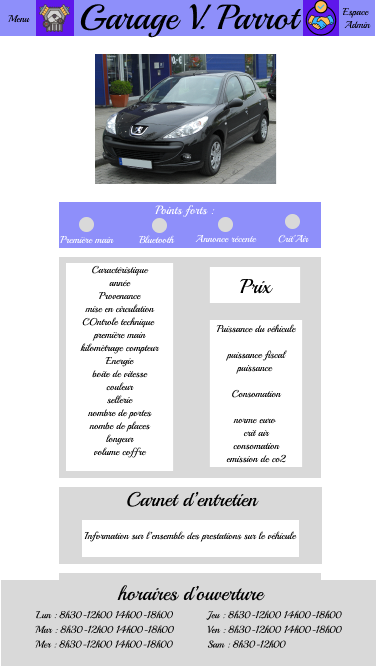 Menu
Garage V. Parrot
Espace
Admin
Points forts :
Première main
Bluetooth
Annonce récente
Crit'Air
Caractéristique
année
Provenance
mise en circulation
COntrole technique
première main
kilométrage compteur
Energie
boite de vitesse
couleur
sellerie
nombre de portes
nombe de places
longeur
volume coffre
Prix
Puissance du véhicule
puissance fiscal
puissance
Consomation
norme euro
crit air
consomation
emission de co2
Carnet d'entretien
Information sur l'ensemble des prestations sur le véhicule
horaires d'ouverture
Lun : 8h30-12h00 14h00-18h00
Mar : 8h30-12h00 14h00-18h00
Mer : 8h30-12h00 14h00-18h00
Jeu : 8h30-12h00 14h00-18h00
Ven : 8h30-12h00 14h00-18h00
Sam : 8h30-12h00